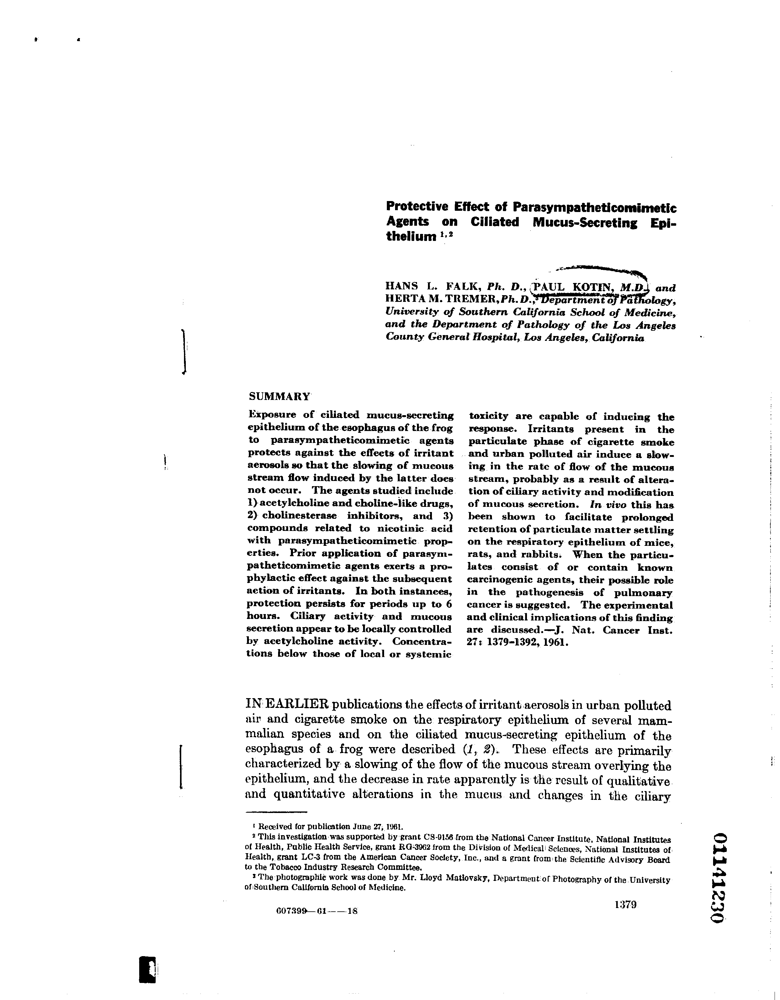 Protective Effect of Parasympatheticomimetic
Agents on Ciliated Mucus-Secreting Epi-
thelium 1,2
HANS L. FALK, Ph. D., PAUL KOTIN, M.D., and
HERTA M. TREMER, Ph. D., Department of Pathology,
University of Southern California School of Medicine,
and the Department of Pathology of the Los Angeles
County General Hospital, Los Angeles, California
SUMMARY
Exposure of ciliated mucus-secreting
epithelium of the esophagus of the frog
to parasympatheticomimetic agents
protects against the effects of irritant
aerosols so that the slowing of mucous
stream flow induced by the latter does
not occur. The agents studied include
1) acetylcholine and choline-like drugs,
2) cholinesterase inhibitors, and 3)
compounds related to nicotinic acid
with parasympatheticomimetic prop-
erties. Prior application of parasym-
patheticomimetic agents exerts a pro-
phylactic effect against the subsequent
action of irritants. In both instances,
protection persists for periods up to 6
hours. Ciliary activity and mucous
secretion appear to be locally controlled
by acetylcholine activity. Concentra-
tions below those of local or systemic
toxicity are capable of inducing the
response. Irritants present in the
particulate phase of cigarette smoke
and urban polluted air induce a slow-
ing in the rate of flow of the mucous
stream, probably as a result of altera-
tion of ciliary activity and modification
of mucous secretion. In vivo this has
been shown to facilitate prolonged
retention of particulate matter settling
on the respiratory epithelium of mice,
rats, and rabbits. When the particu-
lates consist of or contain known
carcinogenic agents, their possible role
in the pathogenesis of pulmonary
cancer is suggested. The experimental
and clinical implications of this finding
are discussed.—J. Nat. Cancer Inst.
27: 1379-1392, 1961.
IN EARLIER publications the effects of irritant aerosols in urban polluted
air and cigarette smoke on the respiratory epithelium of several mam-
malian species and on the ciliated mucus-secreting epithelium of the
esophagus of a frog were described (1, 2). These effects are primarily
characterized by a slowing of the flow of the mucous stream overlying the
epithelium, and the decrease in rate apparently is the result of qualitative
and quantitative alterations in the mucus and changes in the ciliary
1 Received for publication June 27, 1961.
2 This investigation was supported by grant CS-9156 from the National Cancer Institute, National Institutes
of Health, Public Health Service, grant RG-3962 from the Division of Medical Sciences, National Institutes of
Health, grant LC-3 from the American Cancer Society, Inc., and a grant from the Scientific Advisory Board
to the Tobacco Industry Research Committee.
3 The photographic work was done by Mr. Lloyd Matlovsky, Department of Photography of the University
of Southern California School of Medicine.
607399—61——18
1379
01141230